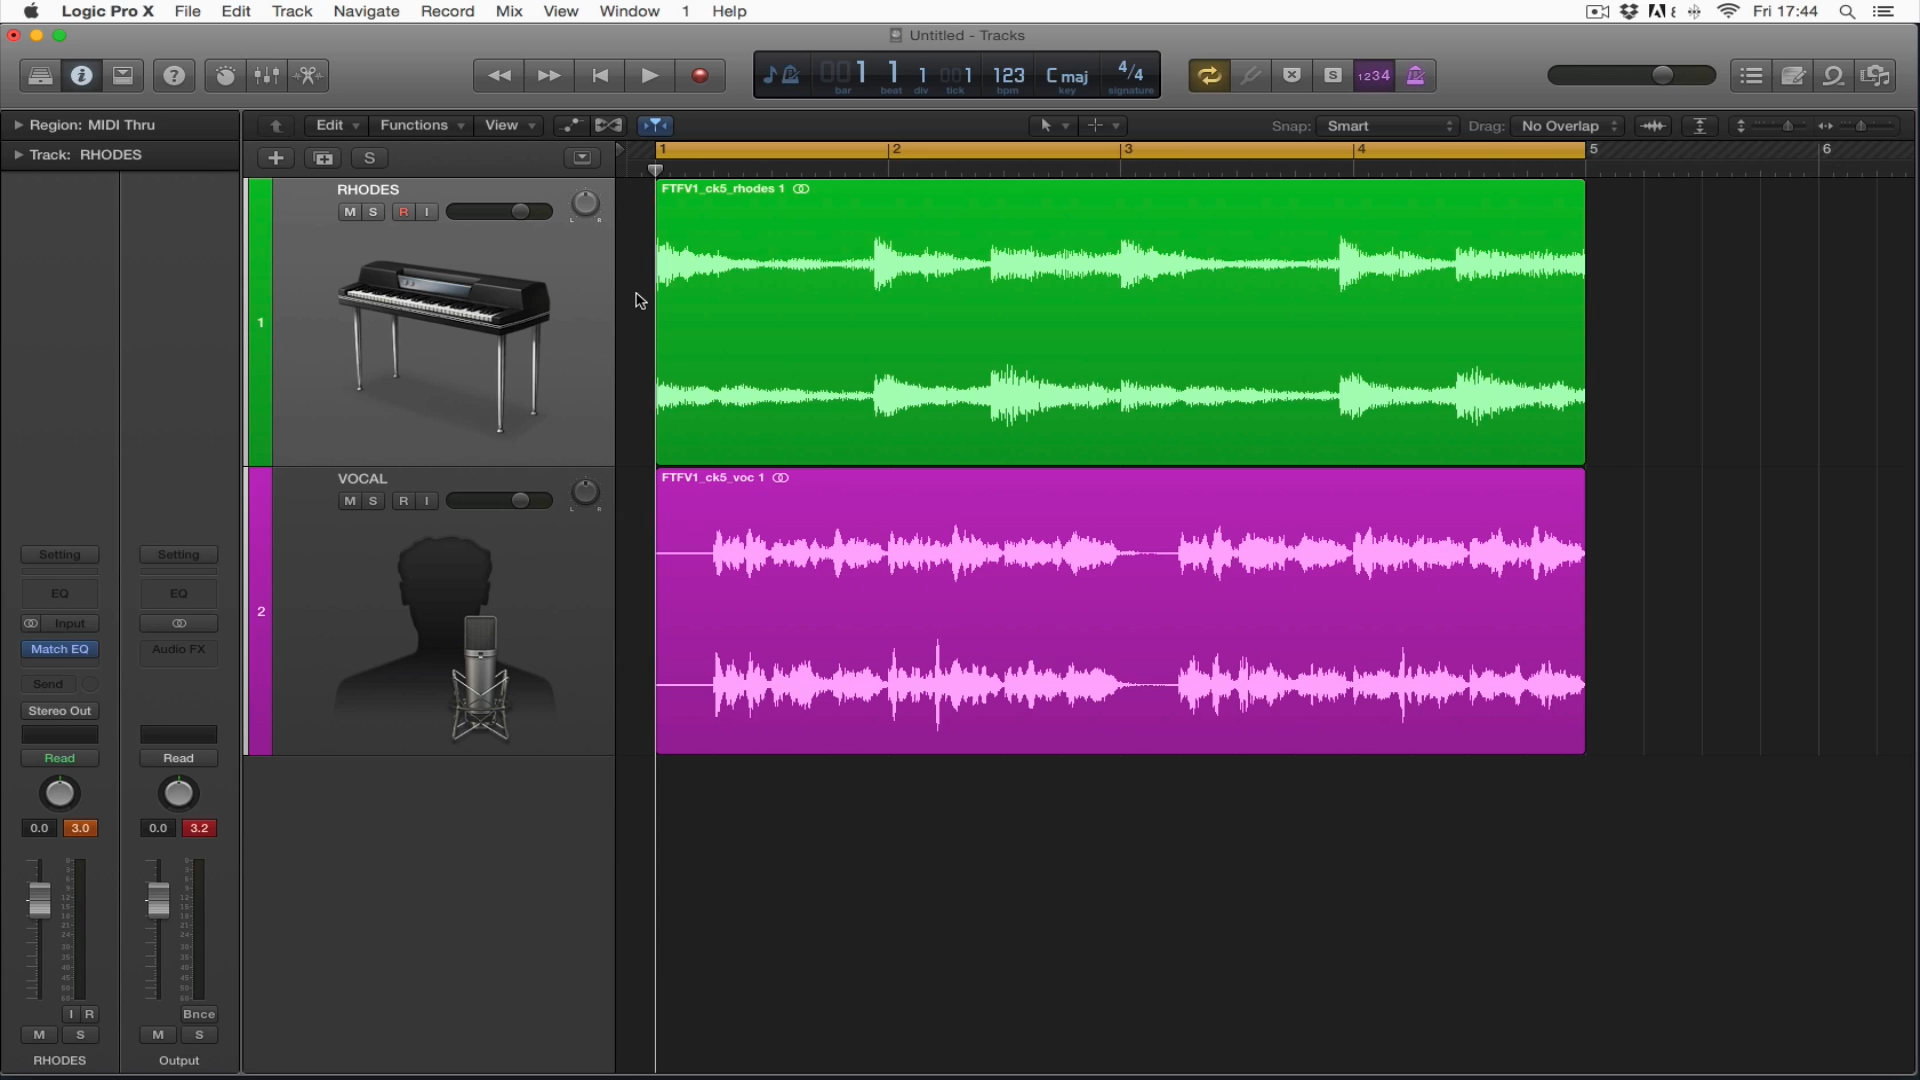 Logic Pro X File Edit Track Navigate Record Mix View Window 1 Help Fri 17:44
Untitled - Tracks
001 1 1 001 123 C maj 4/4
bar beat div tick bpm key signature
S 1234
Region: MIDI Thru
Edit Functions View Snap: Smart Drag: No Overlap
Track: RHODES
S
1 2 3 4 5 6
RHODES
M S R I
L R
1
FTFV1_ck5_rhodes 1
VOCAL
M S R I
L R
2
FTFV1_ck5_voc 1
Setting Setting
EQ EQ
Input
Match EQ Audio FX
Send
Stereo Out
Read Read
0.0 3.0 0.0 3.2
I R Bnce
M S M S
RHODES Output